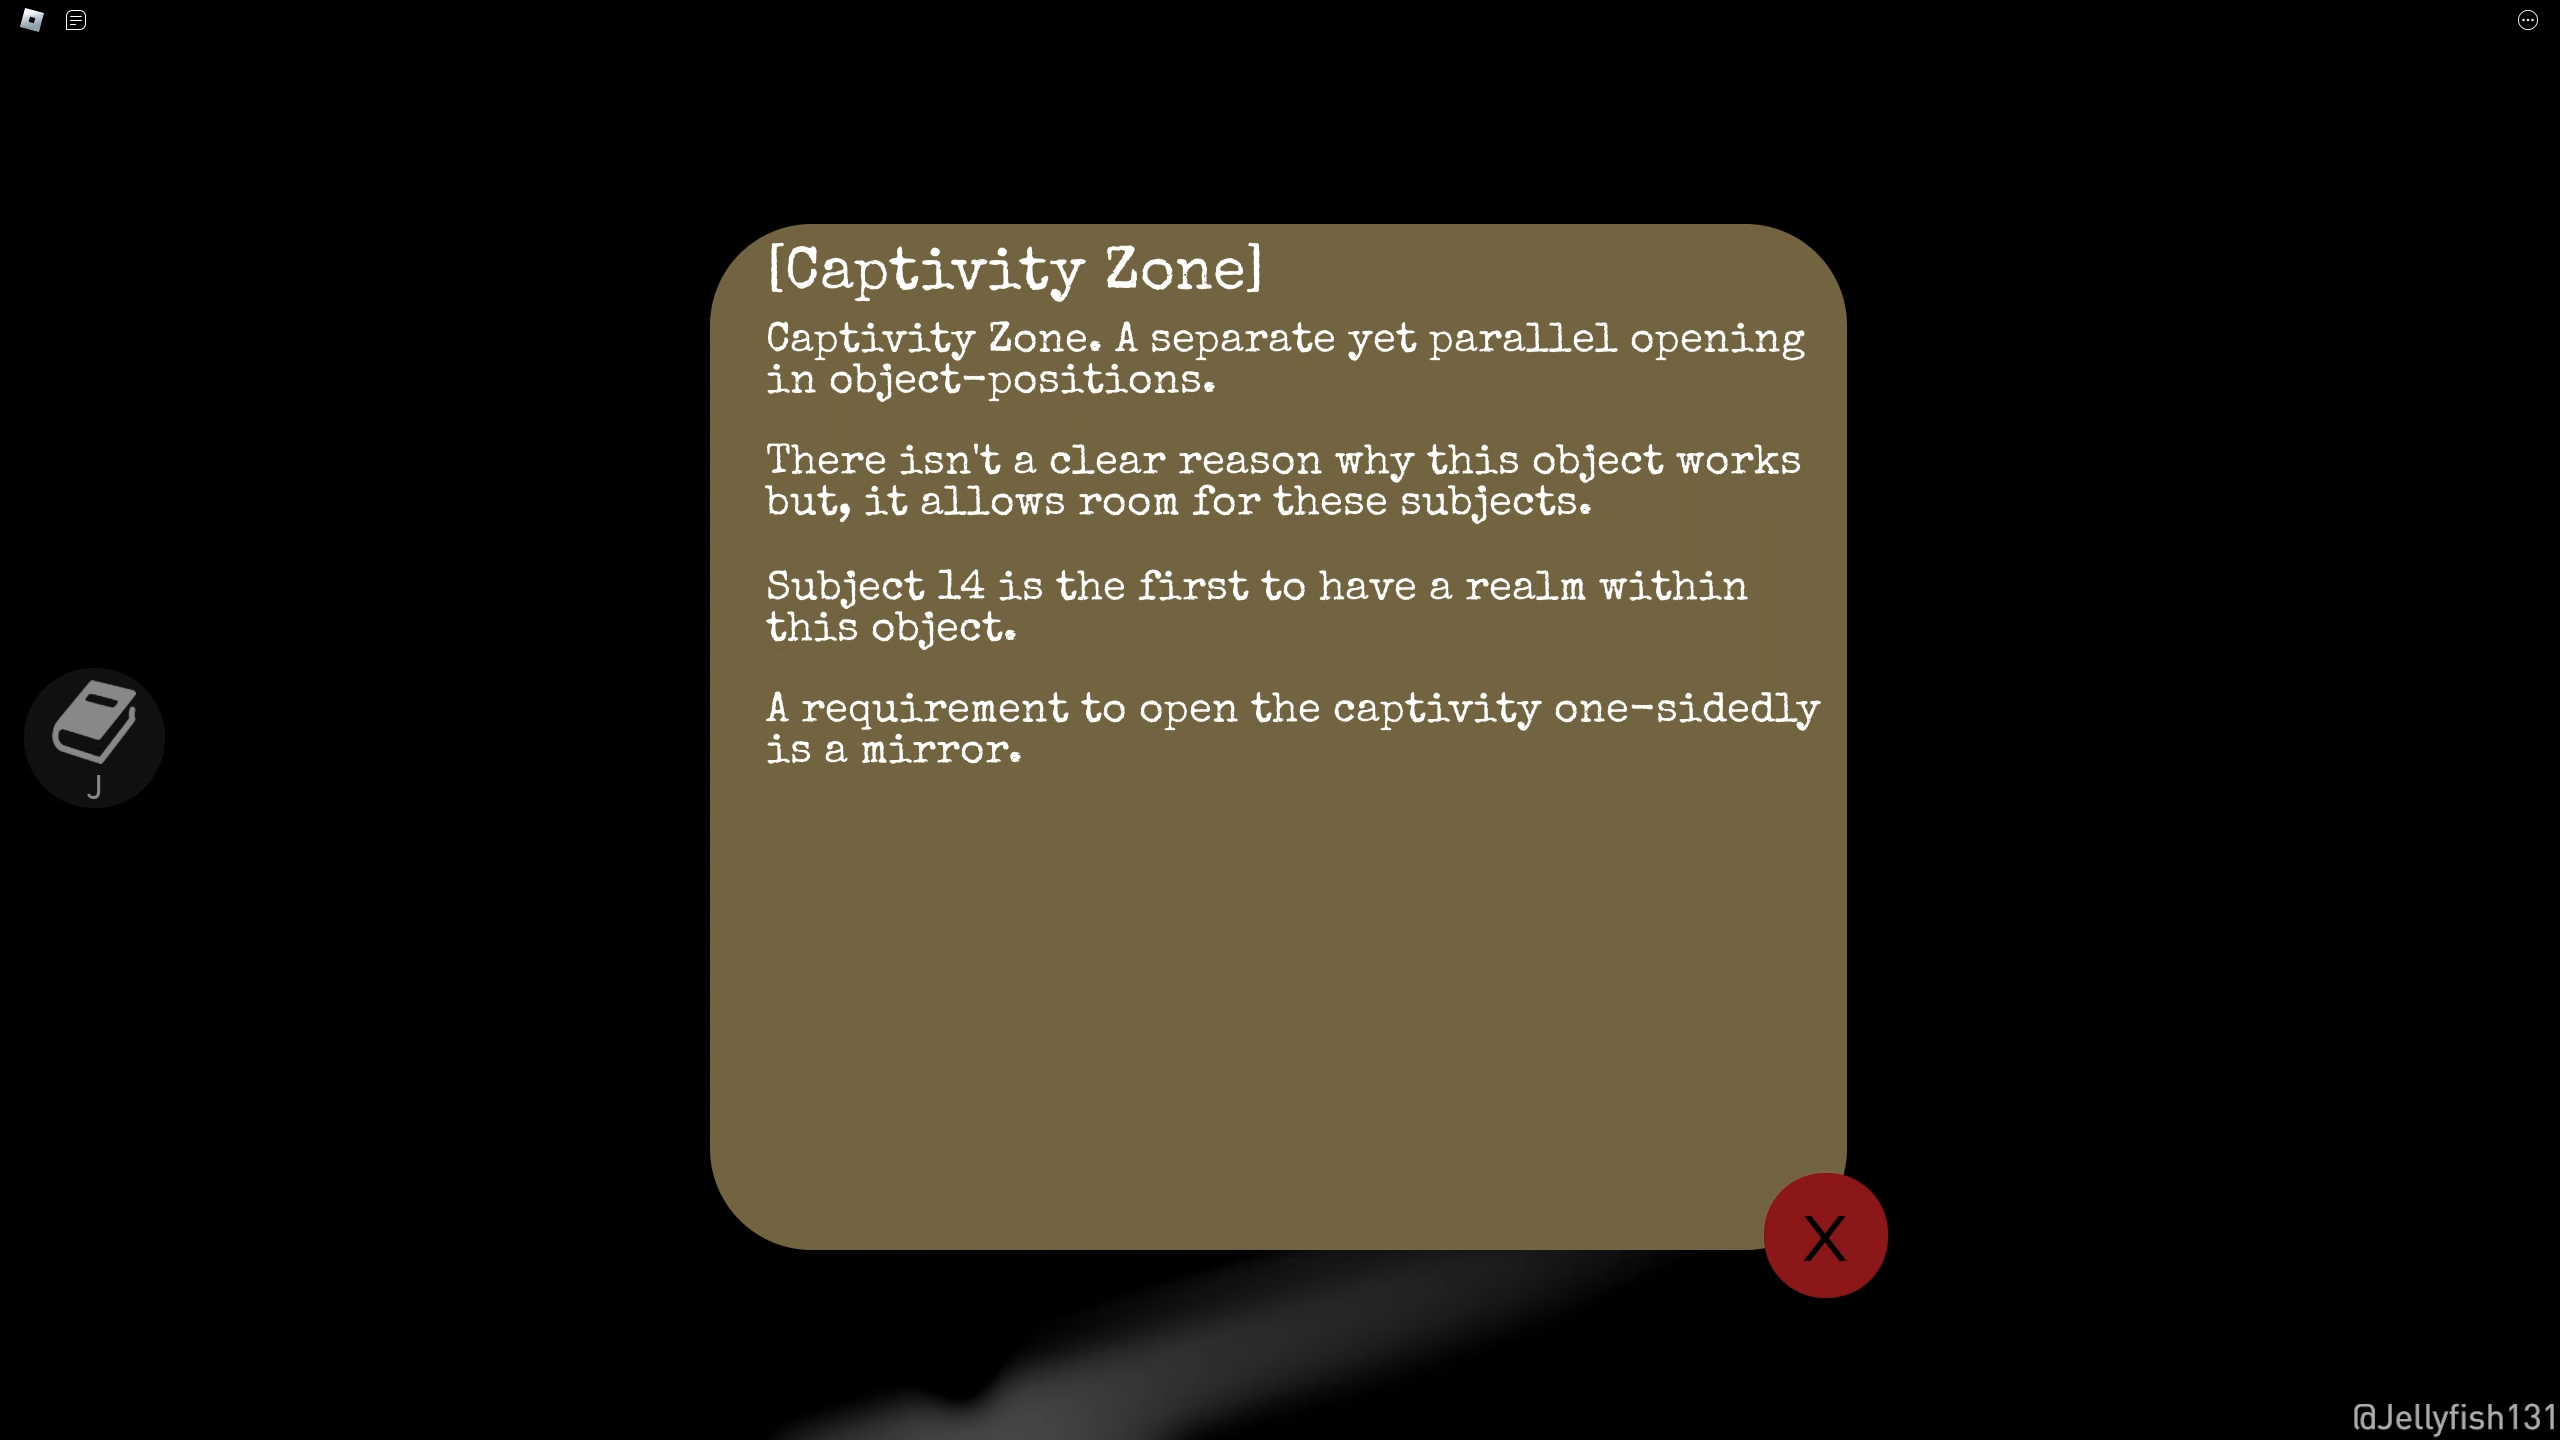 [Captivity Zone]
Captivity Zone. A separate yet parallel opening
in object-positions.
There isn't a clear reason why this object works
but, it allows room for these subjects.
Subject 14 is the first to have a realm within
this object.
A requirement to open the captivity one-sidedly
is a mirror.
J
X
@Jellyfish131